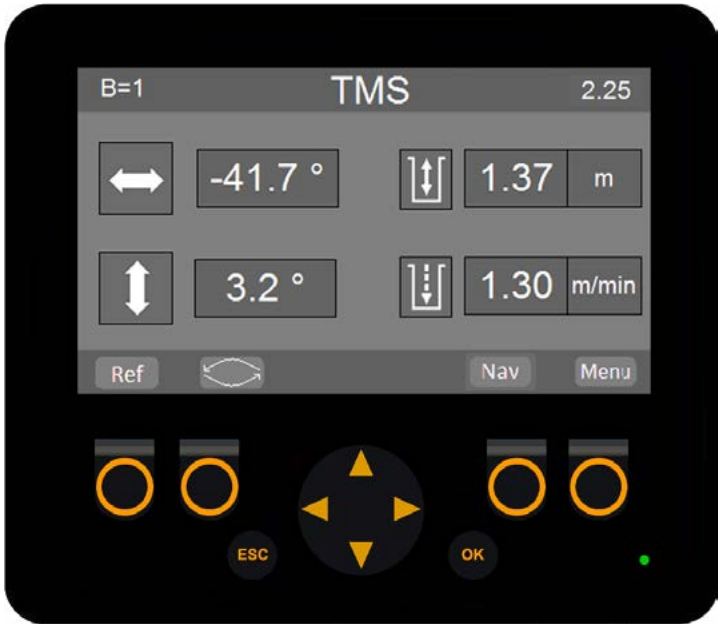 B=1 TMS 2.25
-41.7 ° 1.37 m
3.2 ° 1.30 m/min
Ref Nav Menu
ESC OK